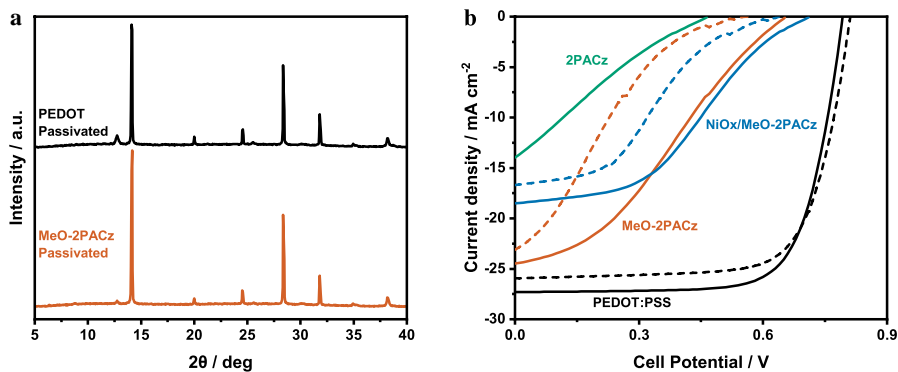 a
Intensity / a.u.
PEDOT
Passivated
MeO-2PACz
Passivated
5 10 15 20 25 30 35 40
2θ / deg
b
Current density / mA cm⁻²
0
-5
-10
-15
-20
-25
-30
2PACz
NiOx/MeO-2PACz
MeO-2PACz
PEDOT:PSS
0.0 0.3 0.6 0.9
Cell Potential / V